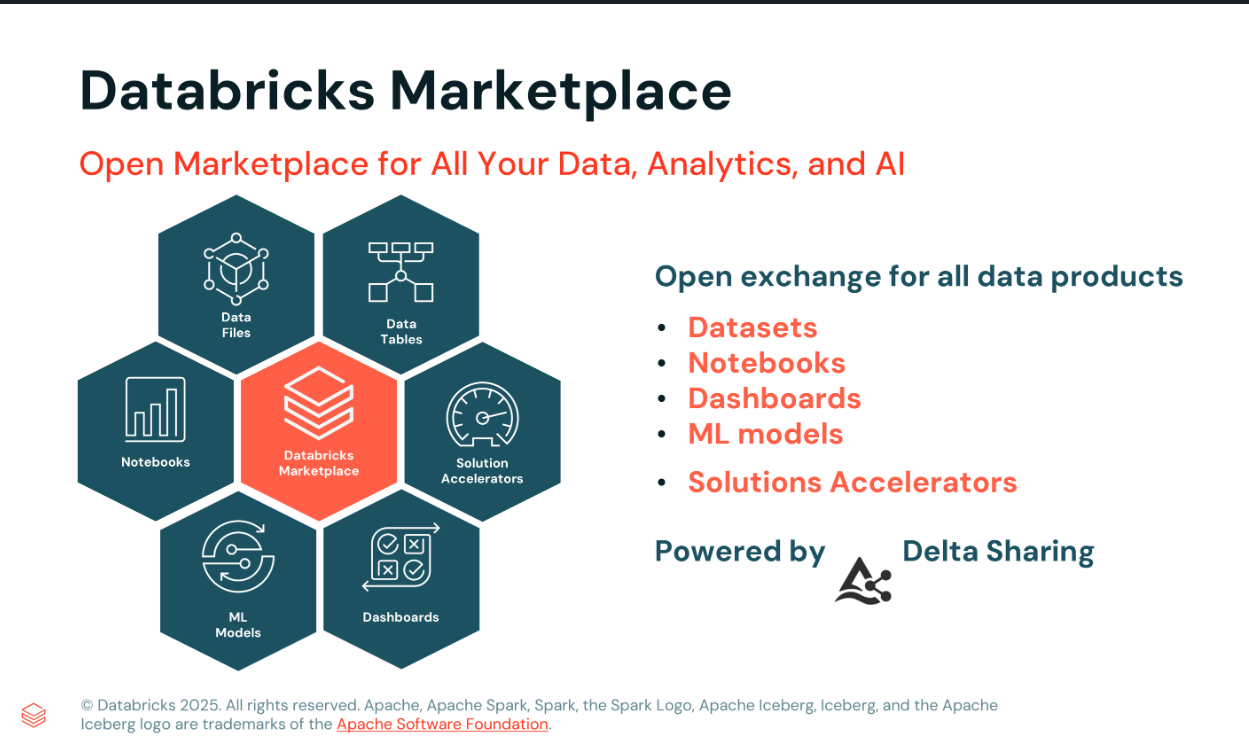 Databricks Marketplace
Open Marketplace for All Your Data, Analytics, and AI
Data
Files
Data
Tables
Notebooks
Databricks
Marketplace
Solution
Accelerators
ML
Models
Dashboards
Open exchange for all data products
• Datasets
• Notebooks
• Dashboards
• ML models
• Solutions Accelerators
Powered by Delta Sharing
© Databricks 2025. All rights reserved. Apache, Apache Spark, Spark, the Spark Logo, Apache Iceberg, Iceberg, and the Apache
Iceberg logo are trademarks of the Apache Software Foundation.